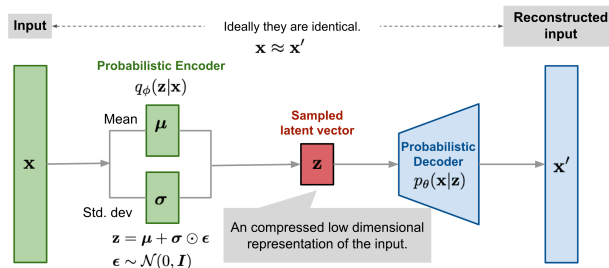 Input
Ideally they are identical.
x ≈ x′
Reconstructed
input
Probabilistic Encoder
qϕ(z|x)
Mean
μ
x
Std. dev
σ
z = μ + σ ⊙ ϵ
ϵ ∼ 𝒩(0, I)
Sampled
latent vector
z
An compressed low dimensional
representation of the input.
Probabilistic
Decoder
pθ(x|z)
x′